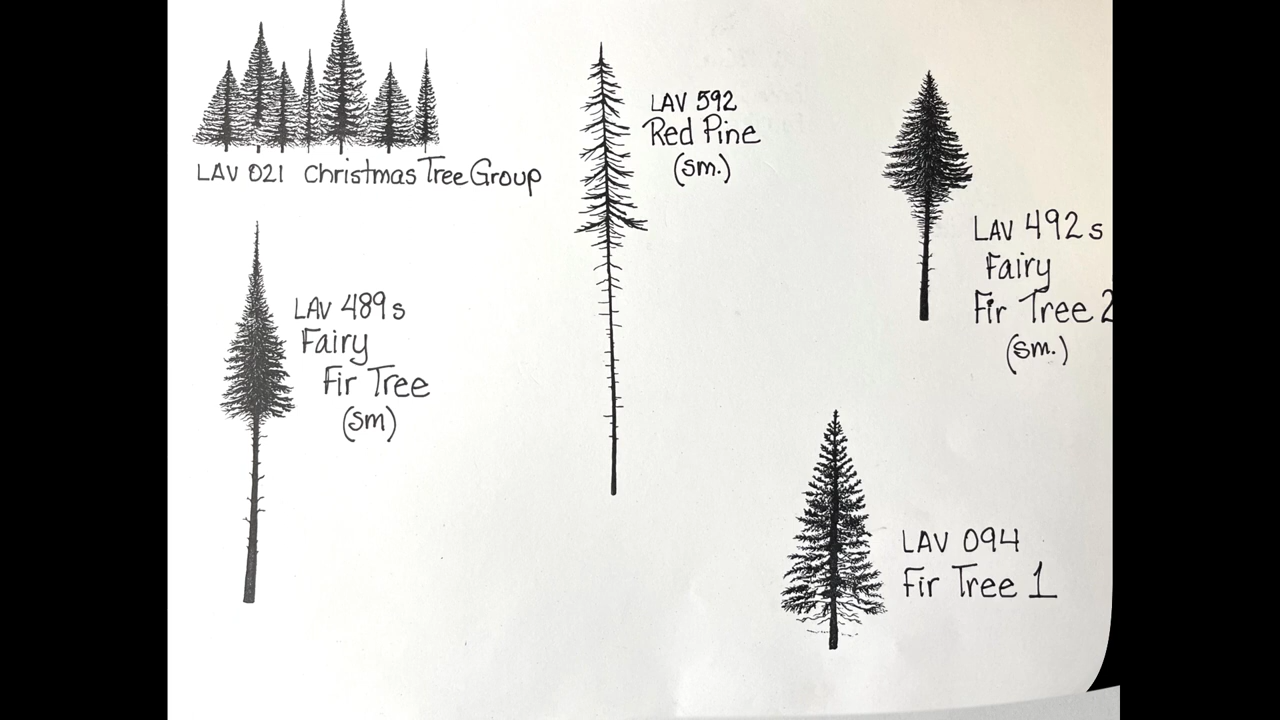 LAV 021 Christmas Tree Group
LAV 592
Red Pine
(sm.)
LAV 492s
Fairy
Fir Tree 2
(sm.)
LAV 489s
Fairy
Fir Tree
(sm)
LAV 094
Fir Tree 1